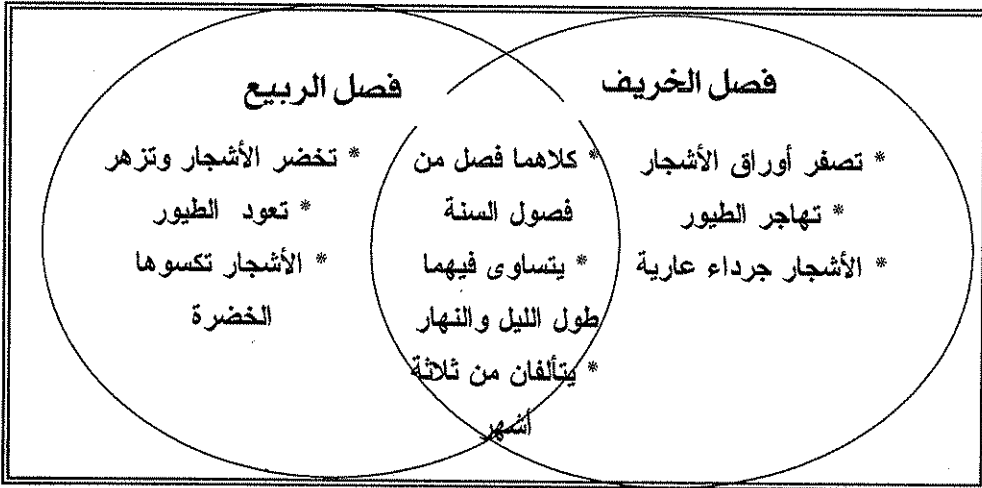 فصل الخريف
* تصفر أوراق الأشجار
* تهاجر الطيور
* الأشجار جرداء عارية
* كلاهما فصل من
فصول السنة
* يتساوى فيهما
طول الليل والنهار
* يتألفان من ثلاثة
أشهر
فصل الربيع
* تخضر الأشجار وتزهر
* تعود الطيور
* الأشجار تكسوها
الخضرة